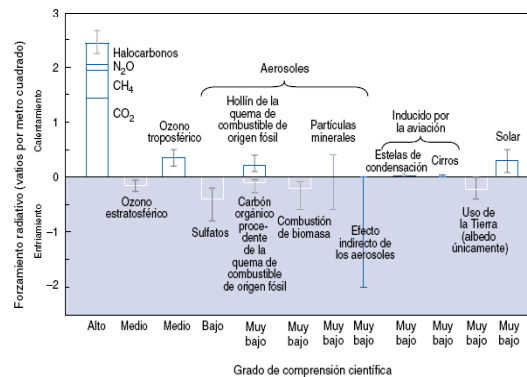 Forzamiento radiativo (vatios por metro cuadrado)
Calentamiento
Enfriamiento
3
2
1
0
−1
−2
Halocarbonos
N2O
CH4
CO2
Ozono
troposférico
Aerosoles
Hollín de la
quema de
combustible de
origen fósil
Partículas
minerales
Inducido por
la aviación
Estelas de
condensación
Cirros
Solar
Ozono
estratosférico
Sulfatos
Carbón
orgánico
proce-
dente
de la
quema de
combustible de
origen fósil
Combustión
de biomasa
Efecto
indirecto de
los aerosoles
Uso de
la Tierra
(albedo
únicamente)
Alto
Medio
Medio
Bajo
Muy
bajo
Muy
bajo
Muy
bajo
Muy
bajo
Muy
bajo
Muy
bajo
Muy
bajo
Muy
bajo
Grado de comprensión científica